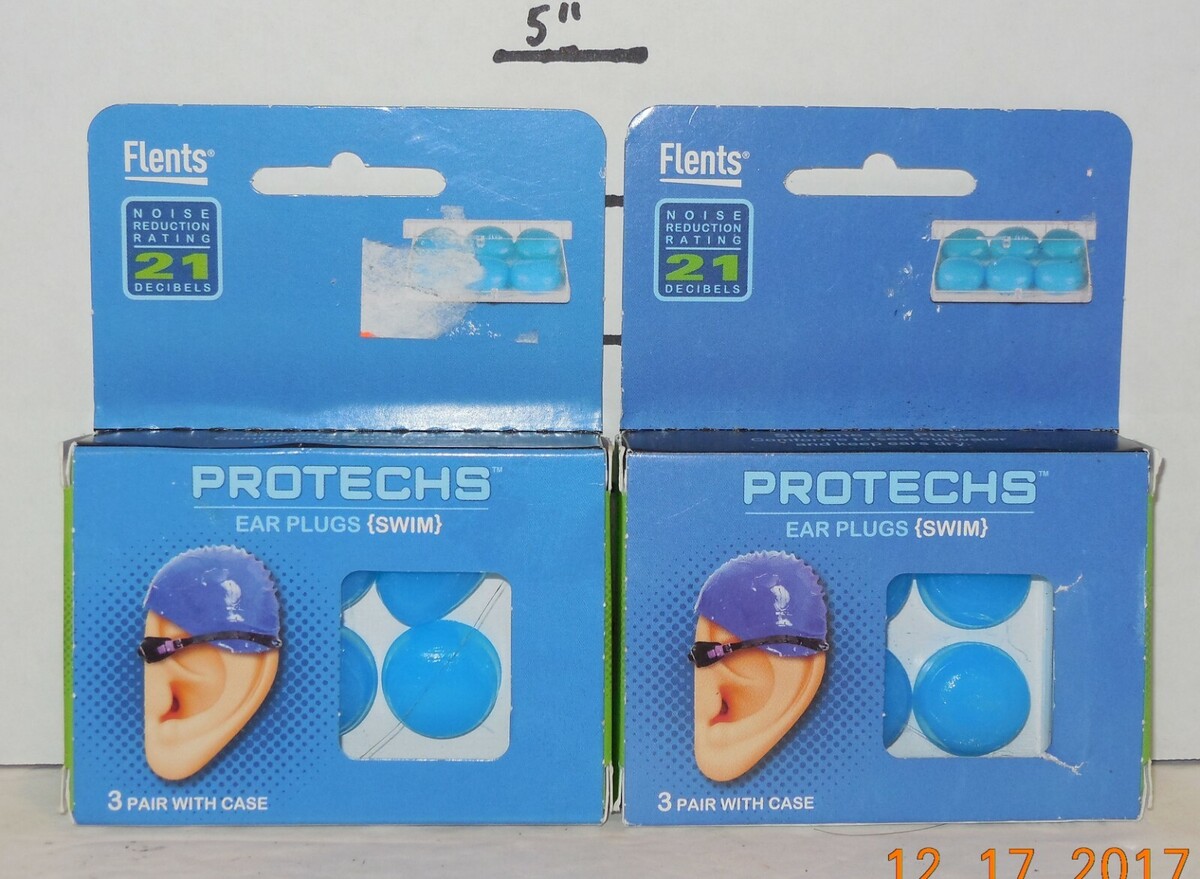 5"
Flents®
NOISE
REDUCTION
RATING
21
DECIBELS
PROTECHS™
EAR PLUGS {SWIM}
3 PAIR WITH CASE
Flents®
NOISE
REDUCTION
RATING
21
DECIBELS
PROTECHS™
EAR PLUGS {SWIM}
3 PAIR WITH CASE
12 17 2017